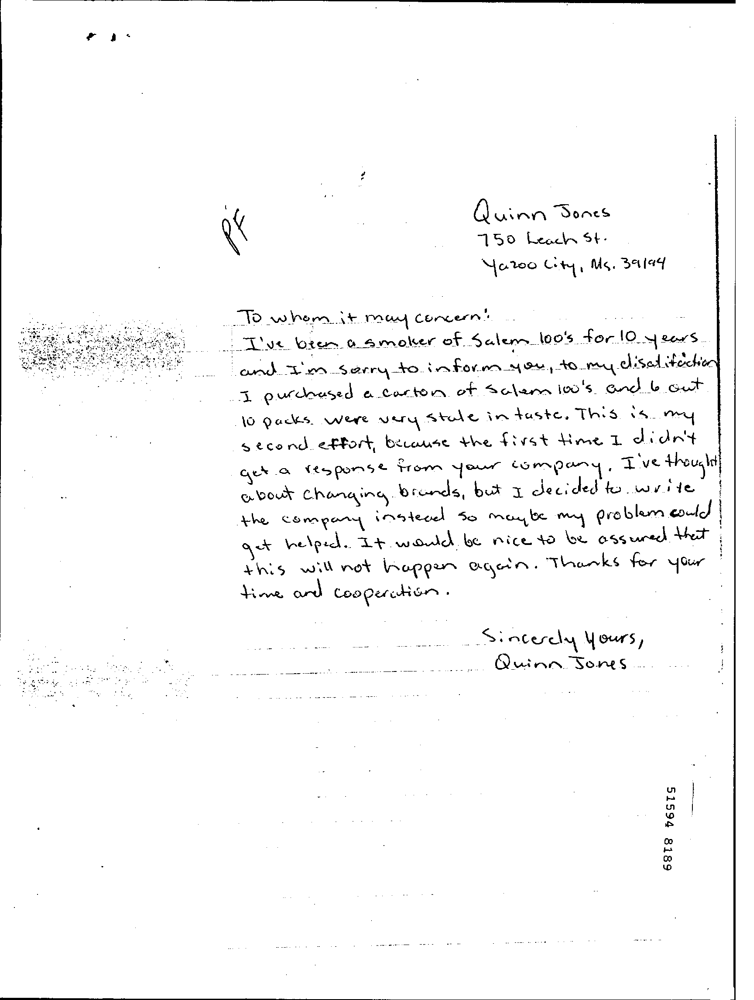 PF
Quinn Jones
750 Leach St.
Yazoo City, Ms. 39194
To whom it may concern:
I've been a smoker of Salem 100's for 10 years
and I'm sorry to inform you, to my disatifaction
I purchased a carton of Salem 100's and 6 out
10 packs were very stale in taste. This is my
second effort, because the first time I didn't
get a response from your company. I've thought
about changing brands, but I decided to write
the company instead so maybe my problem could
get helped. It would be nice to be assured that
this will not happen again. Thanks for your
time and cooperation.
Sincerely Yours,
Quinn Jones
51594 8189